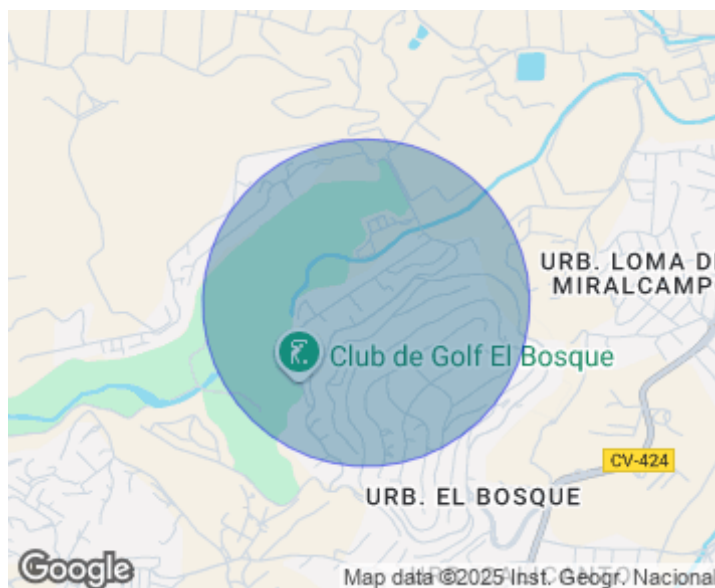 URB. LOMA DE
MIRALCAMP
Club de Golf El Bosque
CV-424
URB. EL BOSQUE
Google
Map data ©2025 Inst. Geogr. Nacional